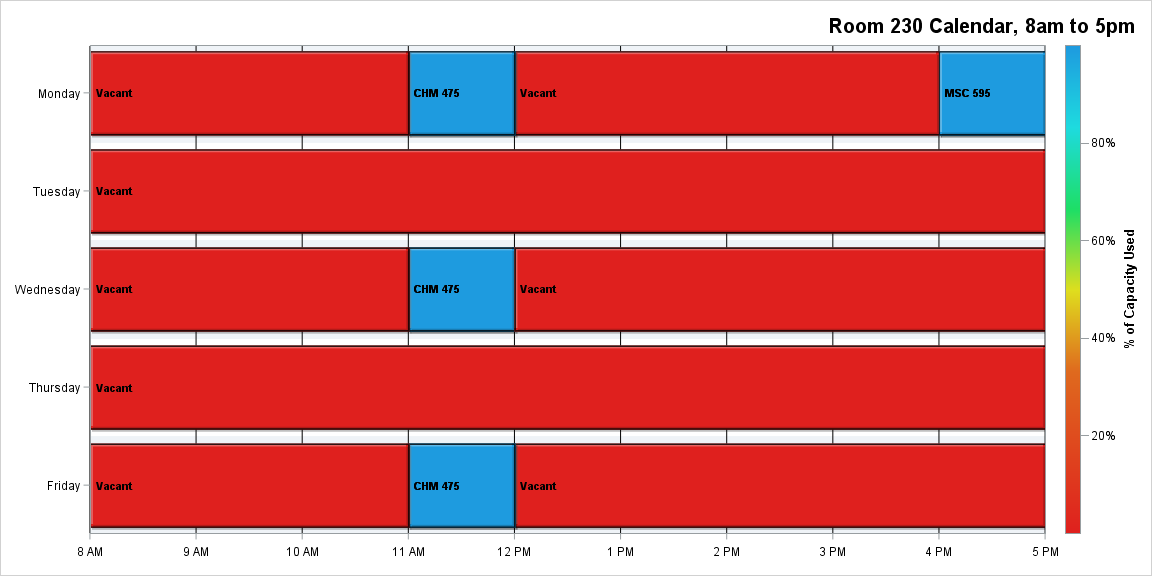 Room 230 Calendar, 8am to 5pm
Monday
Vacant
CHM 475
Vacant
MSC 595
Tuesday
Vacant
Wednesday
Vacant
CHM 475
Vacant
Thursday
Vacant
Friday
Vacant
CHM 475
Vacant
8 AM
9 AM
10 AM
11 AM
12 PM
1 PM
2 PM
3 PM
4 PM
5 PM
80%
60%
40%
20%
% of Capacity Used